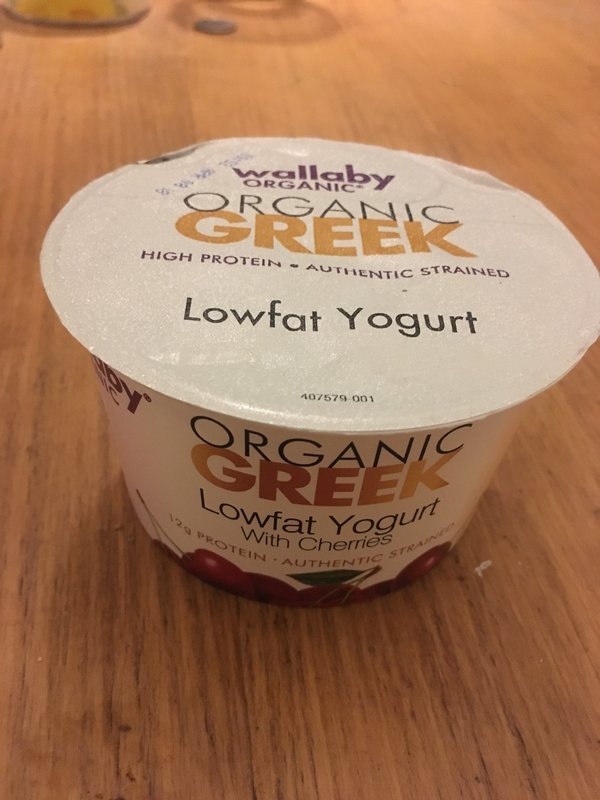 wallaby
ORGANIC®
ORGANIC
GREEK
HIGH PROTEIN • AUTHENTIC STRAINED
Lowfat Yogurt
407579-001
ORGANIC
GREEK
Lowfat Yogurt
With Cherries
12g PROTEIN · AUTHENTIC STRAINED